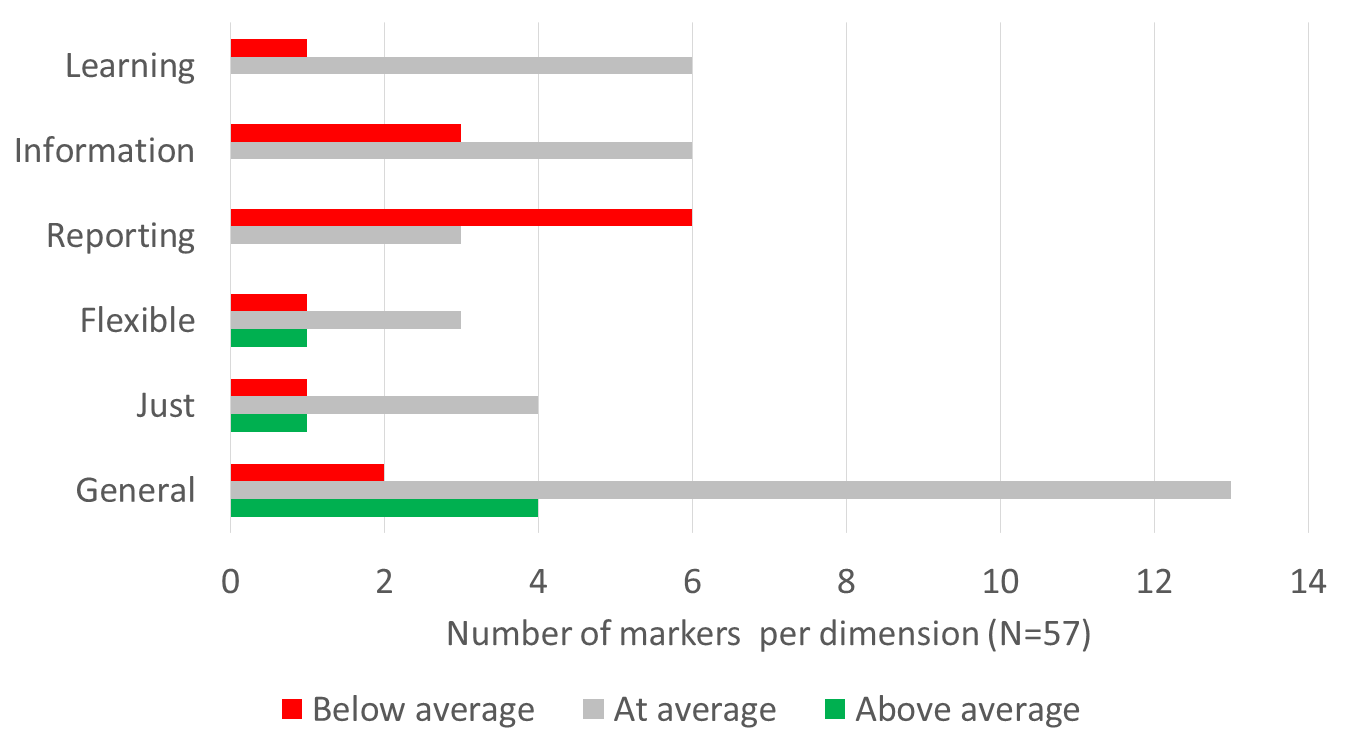 Learning
Information
Reporting
Flexible
Just
General
0 2 4 6 8 10 12 14
Number of markers  per dimension (N=57)
Below average At average Above average